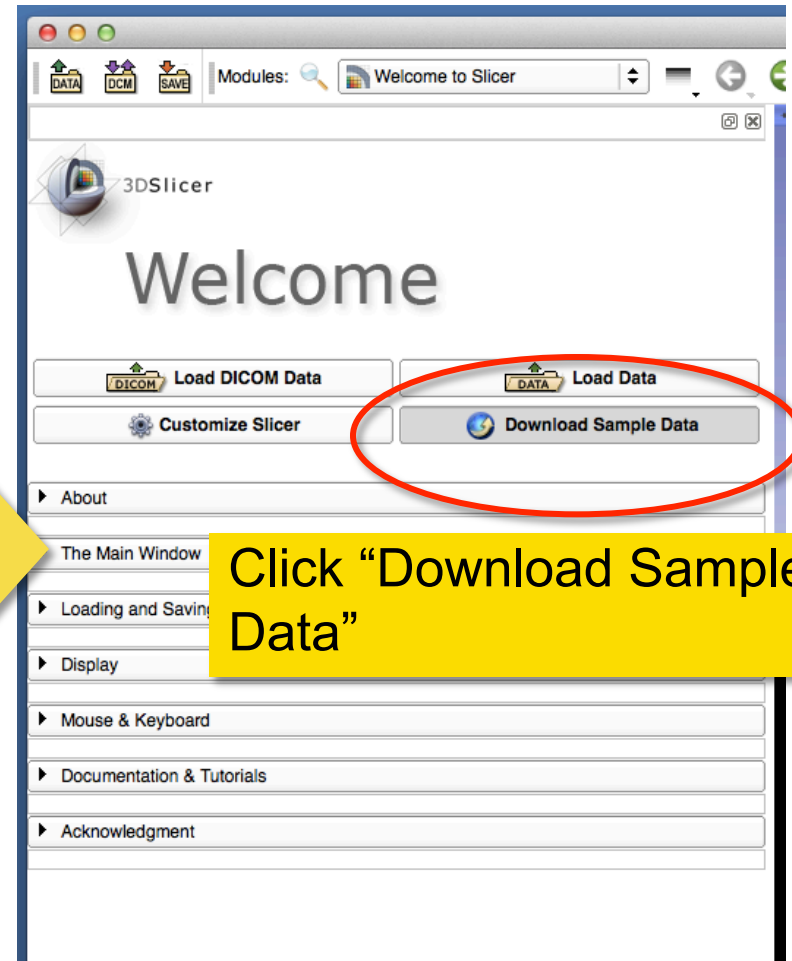 DATA DCM SAVE Modules: Welcome to Slicer
3DSlicer
Welcome
DICOM Load DICOM Data
DATA Load Data
Customize Slicer
Download Sample Data
About
The Main Window
Loading and Saving
Display
Mouse & Keyboard
Documentation & Tutorials
Acknowledgment
Click “Download Sample
Data”